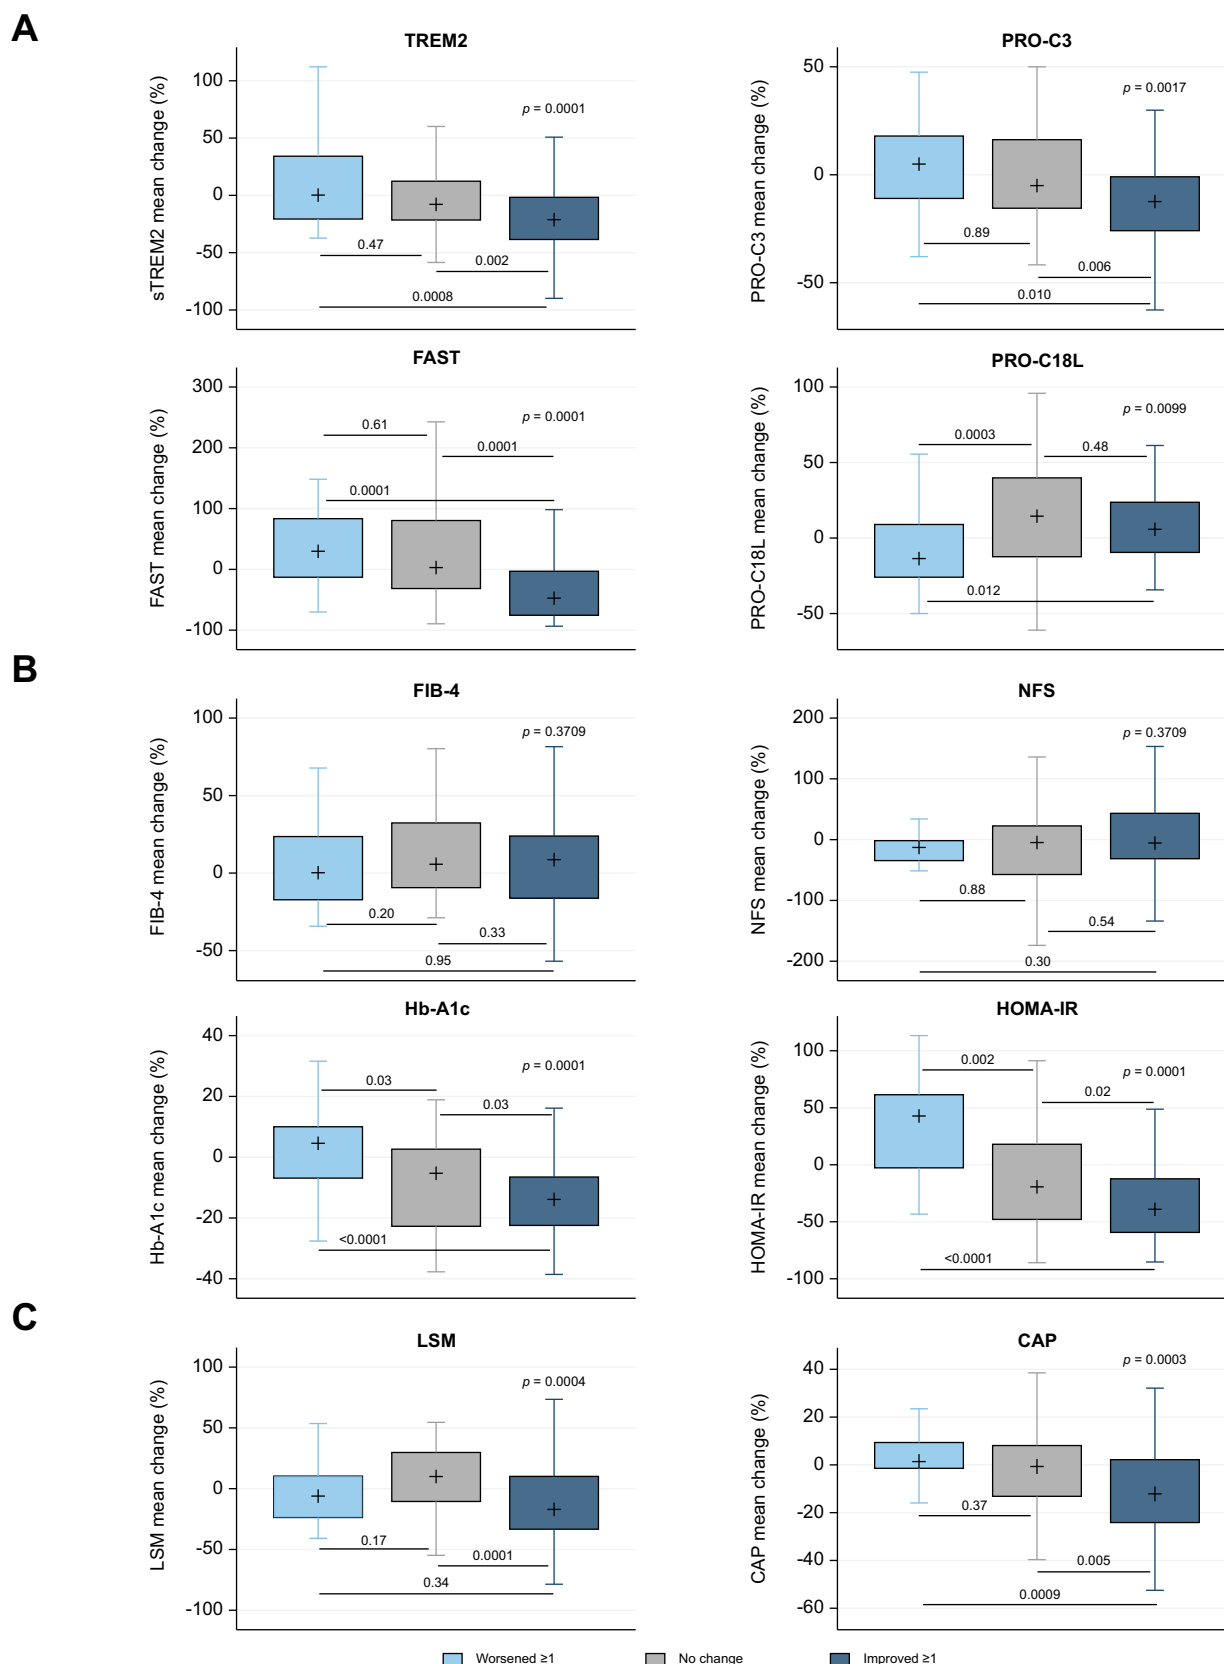 A
TREM2
sTREM2 mean change (%)
100
50
0
-50
-100
p = 0.0001
0.47
0.002
0.0008
PRO-C3
PRO-C3 mean change (%)
50
0
-50
p = 0.0017
0.89
0.006
0.010
FAST
FAST mean change (%)
300
200
100
0
-100
p = 0.0001
0.61
0.0001
0.0001
PRO-C18L
PRO-C18L mean change (%)
100
50
0
-50
p = 0.0099
0.0003
0.48
0.012
B
FIB-4
FIB-4 mean change (%)
100
50
0
-50
p = 0.3709
0.20
0.33
0.95
NFS
NFS mean change (%)
200
100
0
-100
-200
p = 0.3709
0.88
0.54
0.30
Hb-A1c
Hb-A1c mean change (%)
40
20
0
-20
-40
p = 0.0001
0.03
0.03
<0.0001
HOMA-IR
HOMA-IR mean change (%)
100
50
0
-50
-100
0.002
p = 0.0001
0.02
<0.0001
C
LSM
LSM mean change (%)
100
50
0
-50
-100
p = 0.0004
0.17
0.0001
0.34
CAP
CAP mean change (%)
40
20
0
-20
-40
-60
p = 0.0003
0.37
0.005
0.0009
Worsened ≥1
No change
Improved ≥1